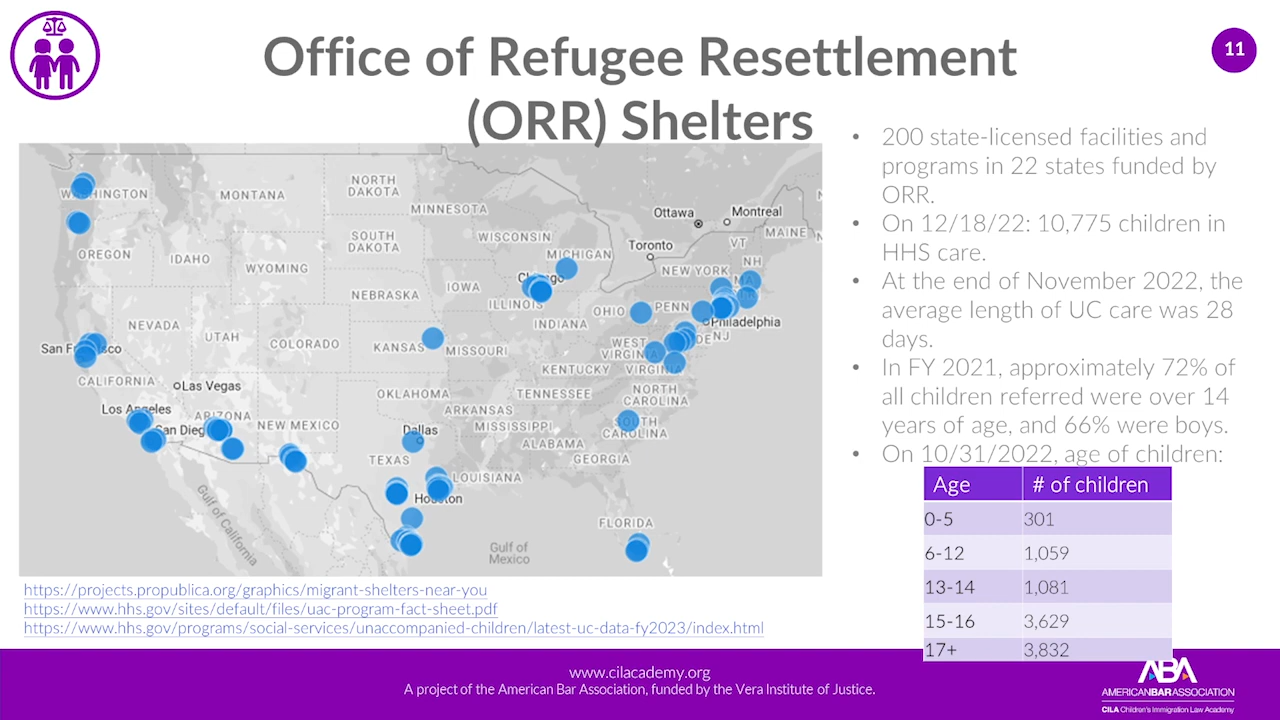 Office of Refugee Resettlement
(ORR) Shelters
11
WASHINGTON
MONTANA
NORTH
DAKOTA
MINNESOTA
Ottawa
Montreal
MAINE
OREGON
IDAHO
SOUTH
DAKOTA
WISCONSIN
Toronto
VT
NH
WYOMING
MICHIGAN
NEW YORK
MA
Chicago
IOWA
NEBRASKA
ILLINOIS
OHIO
PENN
NEVADA
UTAH
INDIANA
Philadelphia
San Francisco
COLORADO
KANSAS
MISSOURI
WEST
VIRGINIA
DE
NJ
CALIFORNIA
Las Vegas
KENTUCKY
VIRGINIA
OKLAHOMA
TENNESSEE
NORTH
CAROLINA
Los Angeles
ARIZONA
NEW MEXICO
ARKANSAS
San Diego
Dallas
MISSISSIPPI
SOUTH
CAROLINA
ALABAMA
TEXAS
GEORGIA
LOUISIANA
Houston
Gulf of California
FLORIDA
Gulf of
Mexico
• 200 state-licensed facilities and
programs in 22 states funded by
ORR.
• On 12/18/22: 10,775 children in
HHS care.
• At the end of November 2022, the
average length of UC care was 28
days.
• In FY 2021, approximately 72% of
all children referred were over 14
years of age, and 66% were boys.
• On 10/31/2022, age of children:
Age # of children
0-5 301
6-12 1,059
13-14 1,081
15-16 3,629
17+ 3,832
https://projects.propublica.org/graphics/migrant-shelters-near-you
https://www.hhs.gov/sites/default/files/uac-program-fact-sheet.pdf
https://www.hhs.gov/programs/social-services/unaccompanied-children/latest-uc-data-fy2023/index.html
www.cilacademy.org
A project of the American Bar Association, funded by the Vera Institute of Justice.
ABA
AMERICANBARASSOCIATION
CILA Children's Immigration Law Academy